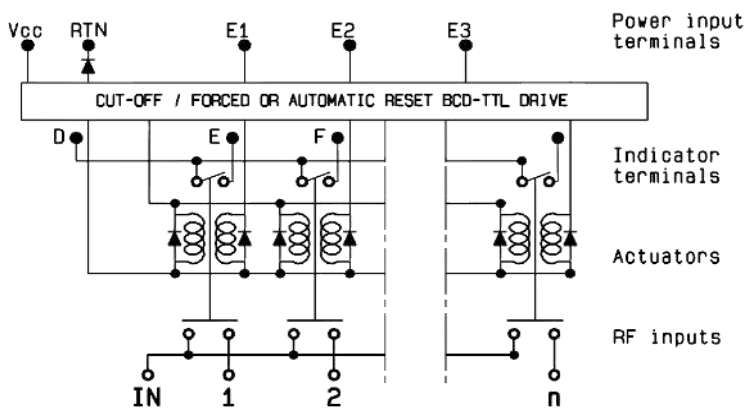 Vcc RTN E1 E2 E3 Power input
terminals
CUT-OFF / FORCED OR AUTOMATIC RESET BCD-TTL DRIVE
D E F Indicator
terminals
Actuators
RF inputs
IN 1 2 n